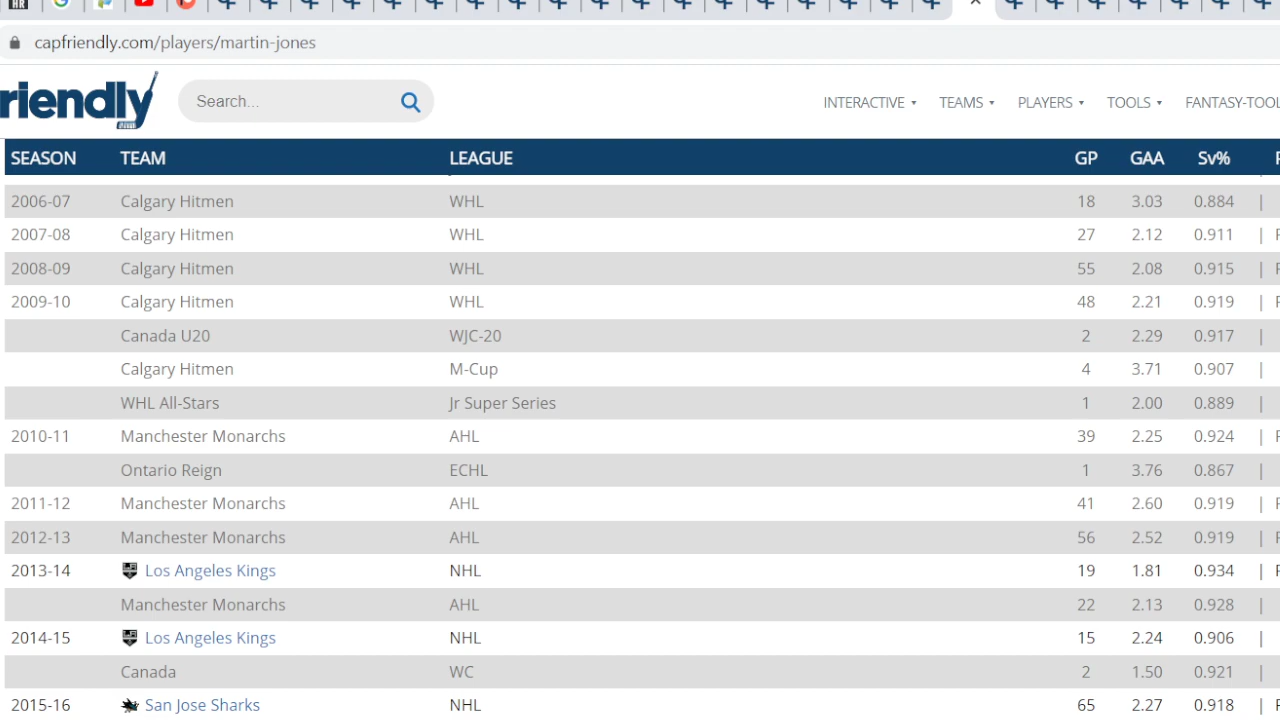 HR
capfriendly.com/players/martin-jones
riendly
.com
Search...
INTERACTIVE ▾ TEAMS ▾ PLAYERS ▾ TOOLS ▾ FANTASY-TOOL
SEASON TEAM LEAGUE GP GAA Sv%
2006-07 Calgary Hitmen WHL 18 3.03 0.884 |
2007-08 Calgary Hitmen WHL 27 2.12 0.911 |
2008-09 Calgary Hitmen WHL 55 2.08 0.915 |
2009-10 Calgary Hitmen WHL 48 2.21 0.919 |
Canada U20 WJC-20 2 2.29 0.917 |
Calgary Hitmen M-Cup 4 3.71 0.907 |
WHL All-Stars Jr Super Series 1 2.00 0.889 |
2010-11 Manchester Monarchs AHL 39 2.25 0.924 |
Ontario Reign ECHL 1 3.76 0.867 |
2011-12 Manchester Monarchs AHL 41 2.60 0.919 |
2012-13 Manchester Monarchs AHL 56 2.52 0.919 |
2013-14 Los Angeles Kings NHL 19 1.81 0.934 |
Manchester Monarchs AHL 22 2.13 0.928 |
2014-15 Los Angeles Kings NHL 15 2.24 0.906 |
Canada WC 2 1.50 0.921 |
2015-16 San Jose Sharks NHL 65 2.27 0.918 |